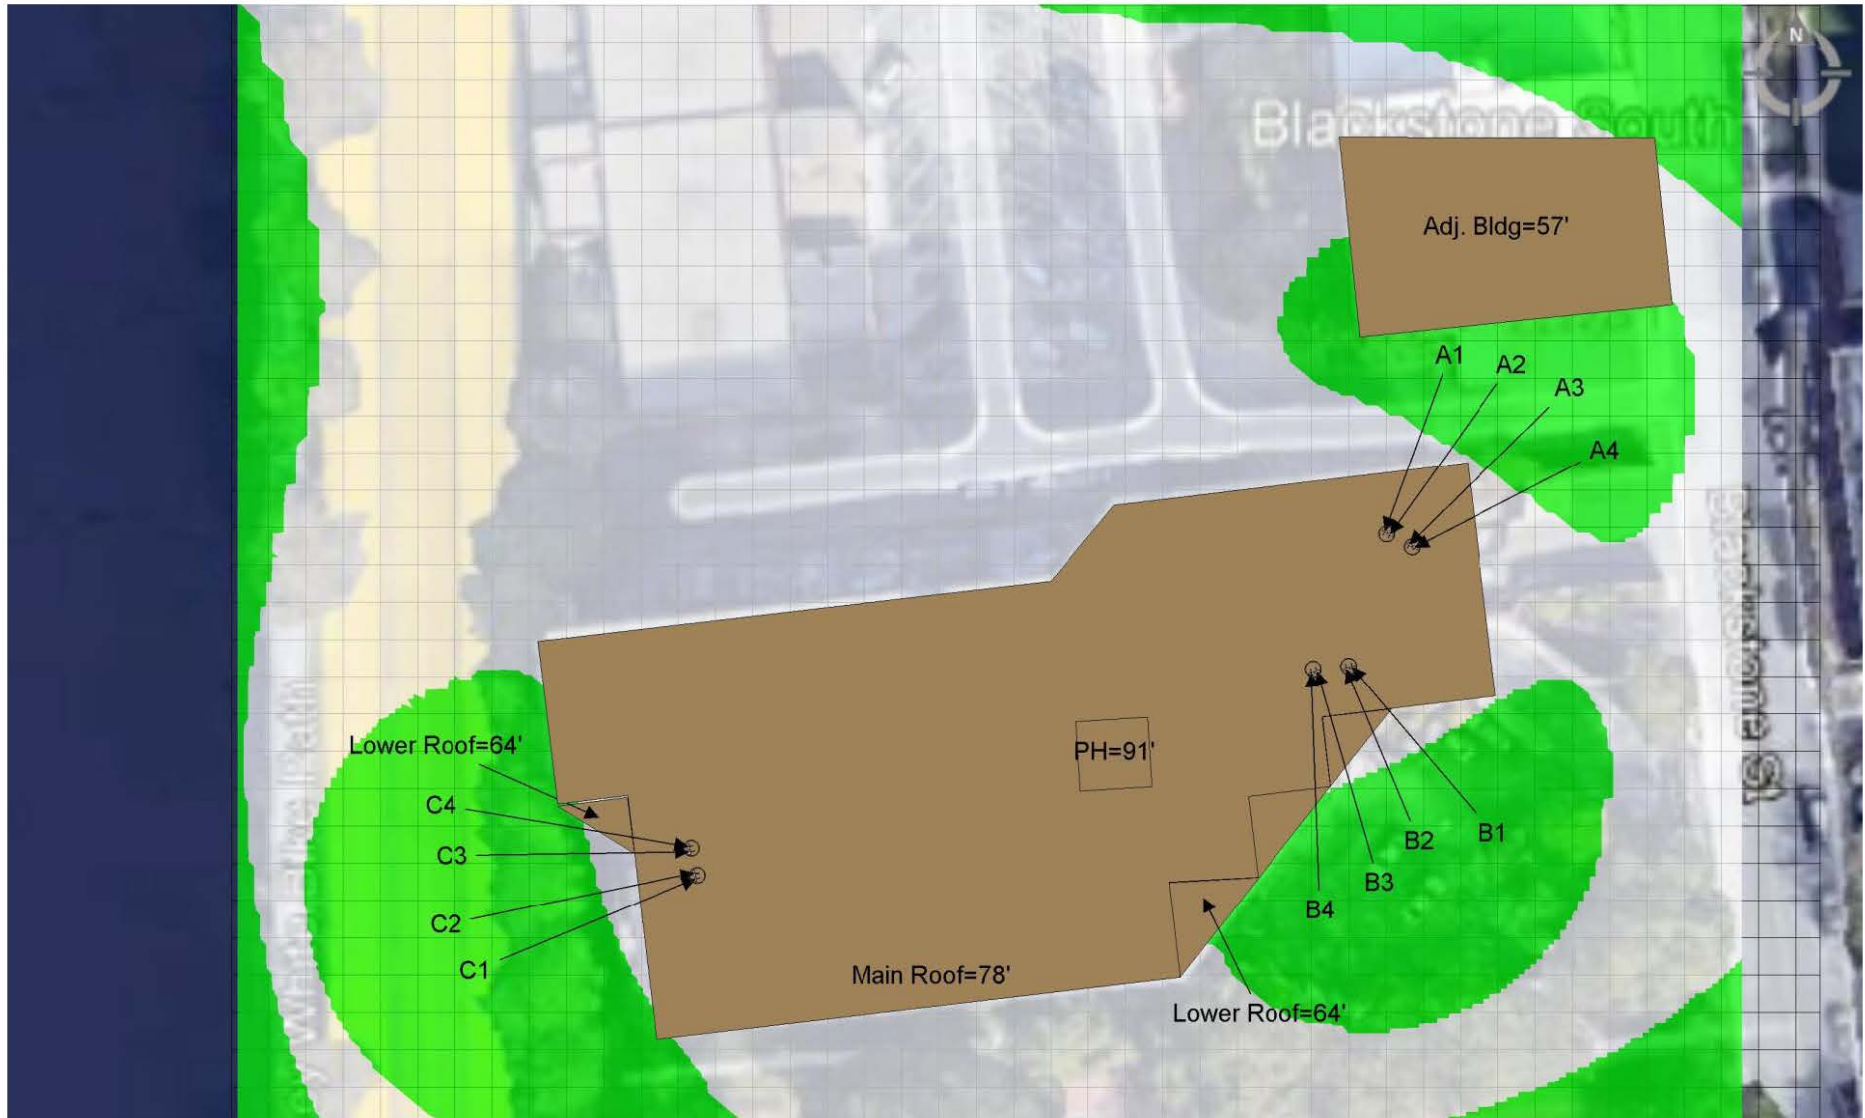 N
Blackstone South
Adj. Bldg=57'
A1
A2
A3
A4
Lower Roof=64'
PH=91'
C4
C3
C2
C1
B1
B2
B3
B4
Main Roof=78'
Lower Roof=64'
St